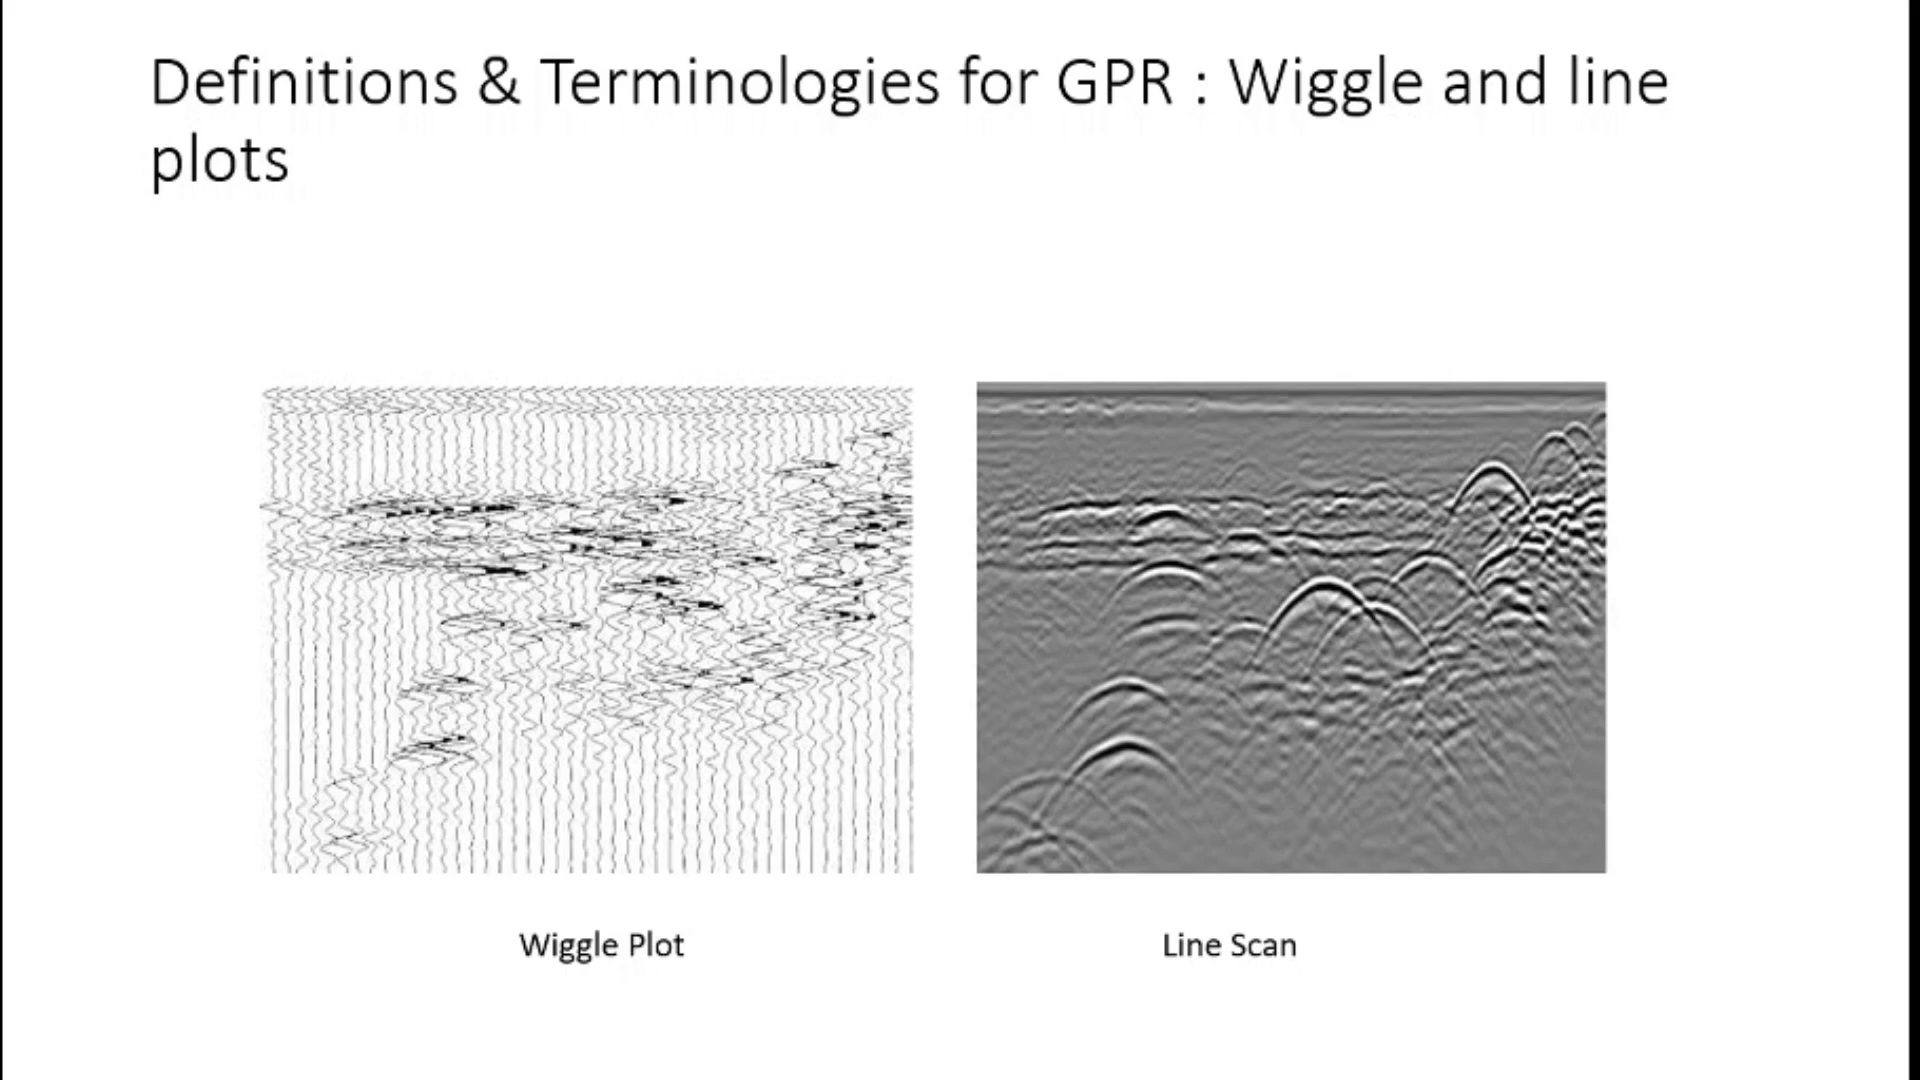 Definitions & Terminologies for GPR : Wiggle and line
plots
Wiggle Plot
Line Scan